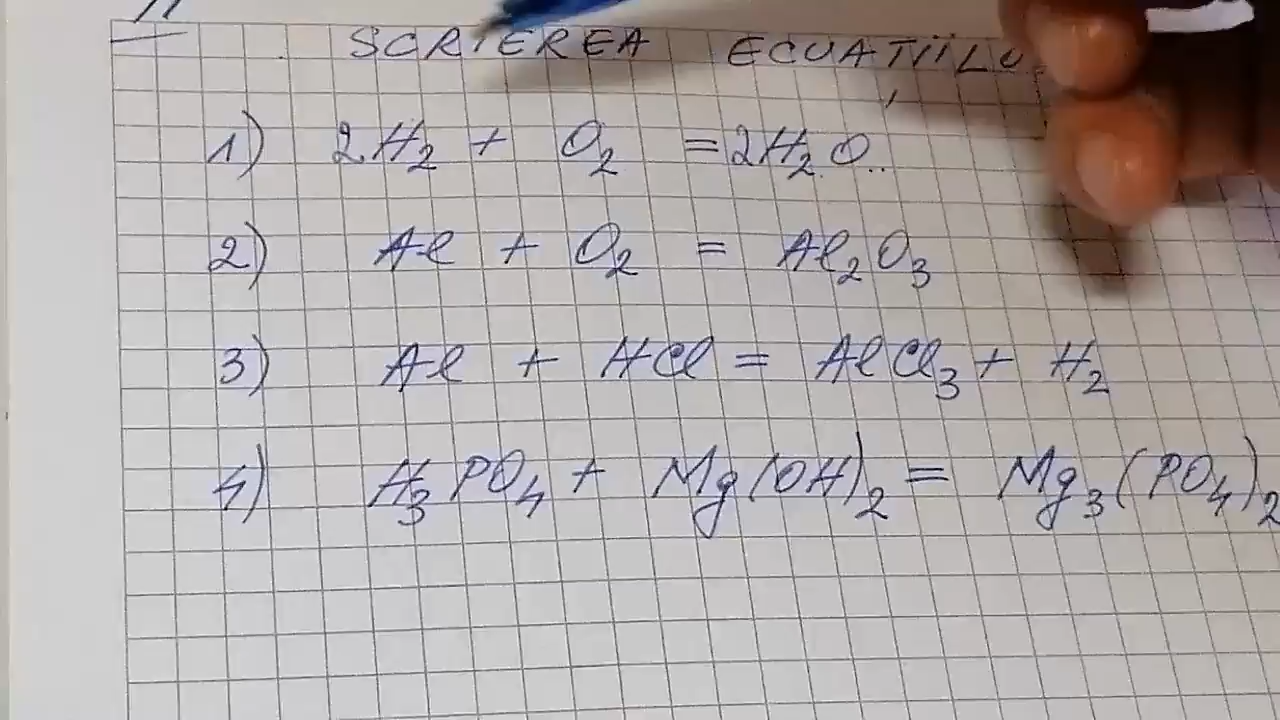 SCRIEREA ECUAȚIILO
1) 2H₂ + O₂ = 2H₂O
2) Al + O₂ = Al₂O₃
3) Al + HCl = AlCl₃ + H₂
4) H₃PO₄ + Mg(OH)₂ = Mg₃(PO₄)₂